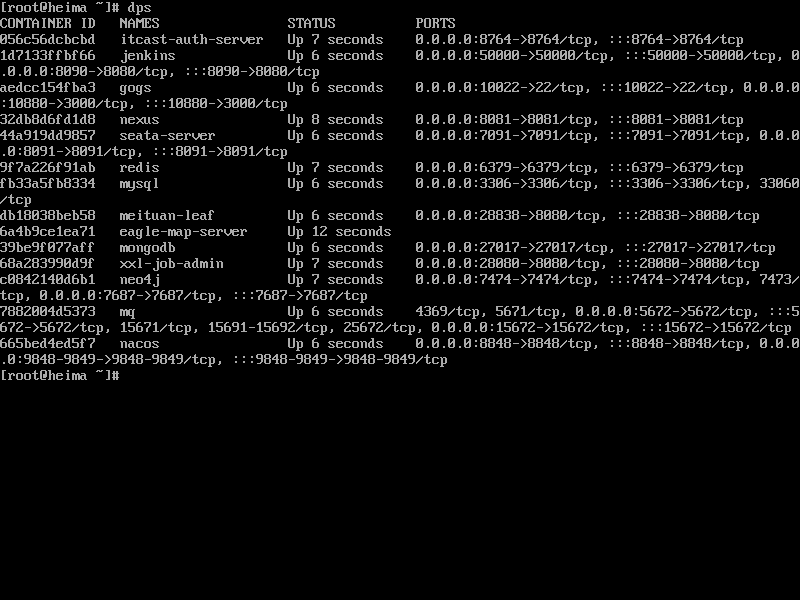 [root@heima ~]# dps
CONTAINER ID   NAMES                STATUS          PORTS
056c56dcbcbd   itcast-auth-server   Up 7 seconds    0.0.0.0:8764->8764/tcp, :::8764->8764/tcp
1d7133ffbf66   jenkins              Up 6 seconds    0.0.0.0:50000->50000/tcp, :::50000->50000/tcp, 0
.0.0.0:8090->8080/tcp, :::8090->8080/tcp
aedcc154fba3   gogs                 Up 6 seconds    0.0.0.0:10022->22/tcp, :::10022->22/tcp, 0.0.0.0
:10880->3000/tcp, :::10880->3000/tcp
32db8d6fd1d8   nexus                Up 8 seconds    0.0.0.0:8081->8081/tcp, :::8081->8081/tcp
44a919dd9857   seata-server         Up 6 seconds    0.0.0.0:7091->7091/tcp, :::7091->7091/tcp, 0.0.0
.0:8091->8091/tcp, :::8091->8091/tcp
9f7a226f91ab   redis                Up 7 seconds    0.0.0.0:6379->6379/tcp, :::6379->6379/tcp
fb33a5fb8334   mysql                Up 6 seconds    0.0.0.0:3306->3306/tcp, :::3306->3306/tcp, 33060
/tcp
db18038beb58   meituan-leaf         Up 6 seconds    0.0.0.0:28838->8080/tcp, :::28838->8080/tcp
6a4b9ce1ea71   eagle-map-server     Up 12 seconds
39be9f077aff   mongodb              Up 6 seconds    0.0.0.0:27017->27017/tcp, :::27017->27017/tcp
68a283990d9f   xxl-job-admin        Up 7 seconds    0.0.0.0:28080->8080/tcp, :::28080->8080/tcp
c0842140d6b1   neo4j                Up 7 seconds    0.0.0.0:7474->7474/tcp, :::7474->7474/tcp, 7473/
tcp, 0.0.0.0:7687->7687/tcp, :::7687->7687/tcp
7882004d5373   mq                   Up 6 seconds    4369/tcp, 5671/tcp, 0.0.0.0:5672->5672/tcp, :::5
672->5672/tcp, 15671/tcp, 15691-15692/tcp, 25672/tcp, 0.0.0.0:15672->15672/tcp, :::15672->15672/tcp
665bed4ed5f7   nacos                Up 6 seconds    0.0.0.0:8848->8848/tcp, :::8848->8848/tcp, 0.0.0
.0:9848-9849->9848-9849/tcp, :::9848-9849->9848-9849/tcp
[root@heima ~]#